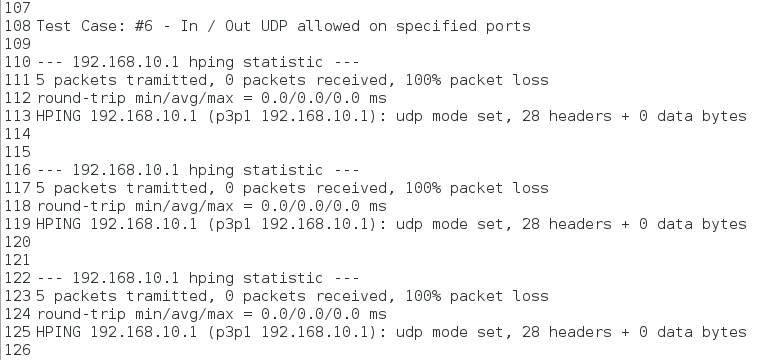 107
108 Test Case: #6 - In / Out UDP allowed on specified ports
109
110 --- 192.168.10.1 hping statistic ---
111 5 packets tramitted, 0 packets received, 100% packet loss
112 round-trip min/avg/max = 0.0/0.0/0.0 ms
113 HPING 192.168.10.1 (p3p1 192.168.10.1): udp mode set, 28 headers + 0 data bytes
114
115
116 --- 192.168.10.1 hping statistic ---
117 5 packets tramitted, 0 packets received, 100% packet loss
118 round-trip min/avg/max = 0.0/0.0/0.0 ms
119 HPING 192.168.10.1 (p3p1 192.168.10.1): udp mode set, 28 headers + 0 data bytes
120
121
122 --- 192.168.10.1 hping statistic ---
123 5 packets tramitted, 0 packets received, 100% packet loss
124 round-trip min/avg/max = 0.0/0.0/0.0 ms
125 HPING 192.168.10.1 (p3p1 192.168.10.1): udp mode set, 28 headers + 0 data bytes
126